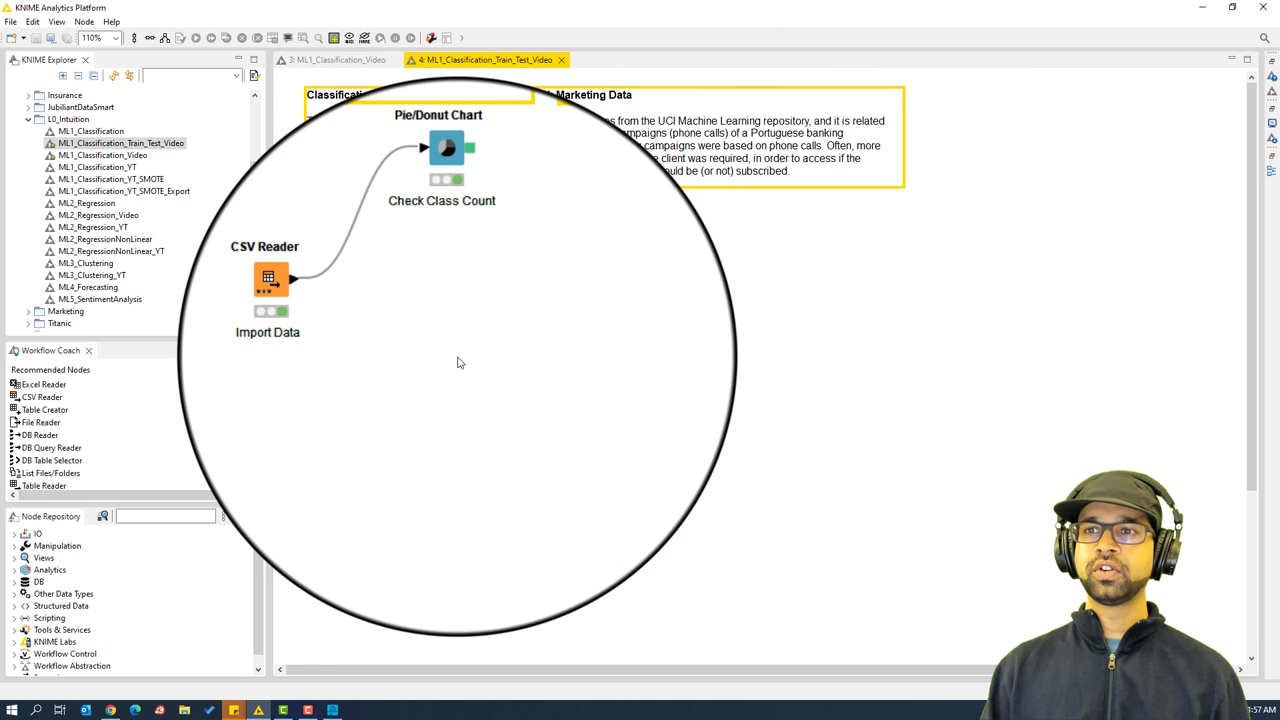 KNIME Analytics Platform
File Edit View Node Help
110%
KNIME Explorer
3: ML1_Classification_Video
4: ML1_Classification_Train_Test_Video
Insurance
JubiliantDataSmart
L0_Intuition
ML1_Classification
ML1_Classification_Train_Test_Video
ML1_Classification_Video
ML1_Classification_YT
ML1_Classification_YT_SMOTE
ML1_Classification_YT_SMOTE_Export
ML2_Regression
ML2_Regression_Video
ML2_Regression_YT
ML2_RegressionNonLinear
ML2_RegressionNonLinear_YT
ML3_Clustering
ML3_Clustering_YT
ML4_Forecasting
ML5_SentimentAnalysis
Marketing
Titanic
Workflow Coach
Recommended Nodes
Excel Reader
CSV Reader
Table Creator
File Reader
DB Reader
DB Query Reader
DB Table Selector
List Files/Folders
Table Reader
Node Repository
IO
Manipulation
Views
Analytics
DB
Other Data Types
Structured Data
Scripting
Tools & Services
KNIME Labs
Workflow Control
Workflow Abstraction
Marketing Data
from the UCI Machine Learning repository, and it is related
campaigns (phone calls) of a Portuguese banking
campaigns were based on phone calls. Often, more
client was required, in order to access if the
would be (or not) subscribed.
Pie/Donut Chart
Check Class Count
CSV Reader
Import Data
:57 AM